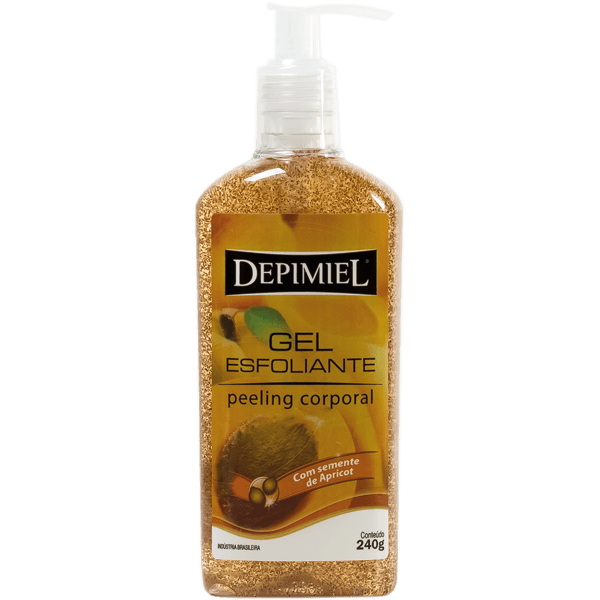 DEPIMIEL®
GEL
ESFOLIANTE
peeling corporal
Com semente
de Apricot
Conteúdo
240g
INDÚSTRIA BRASILEIRA